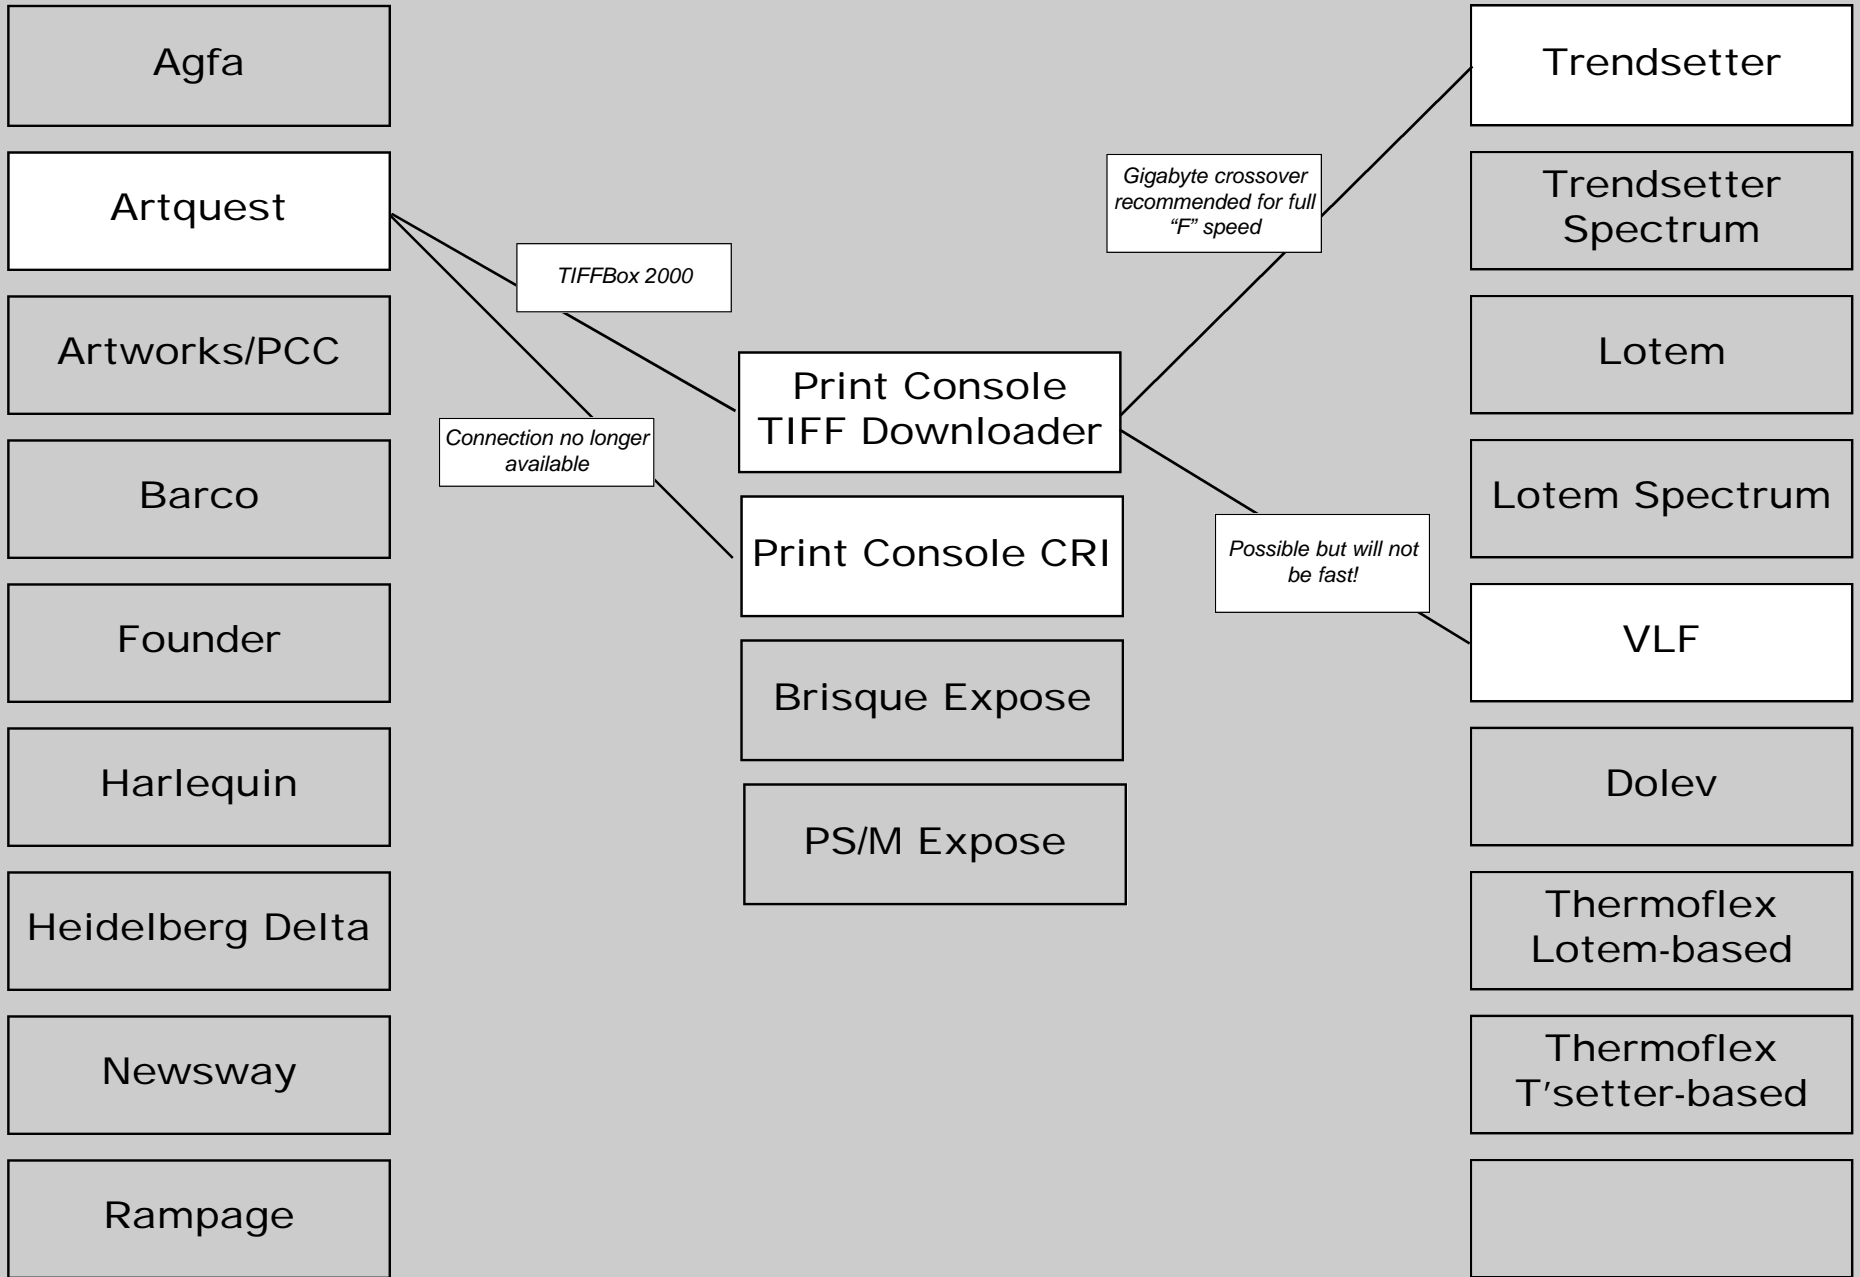 Agfa
Artquest
Artworks/PCC
Barco
Founder
Harlequin
Heidelberg Delta
Newsway
Rampage
TIFFBox 2000
Connection no longer
available
Print Console
TIFF Downloader
Print Console CRI
Brisque Expose
PS/M Expose
Gigabyte crossover
recommended for full
“F” speed
Possible but will not
be fast!
Trendsetter
Trendsetter
Spectrum
Lotem
Lotem Spectrum
VLF
Dolev
Thermoflex
Lotem-based
Thermoflex
T'setter-based